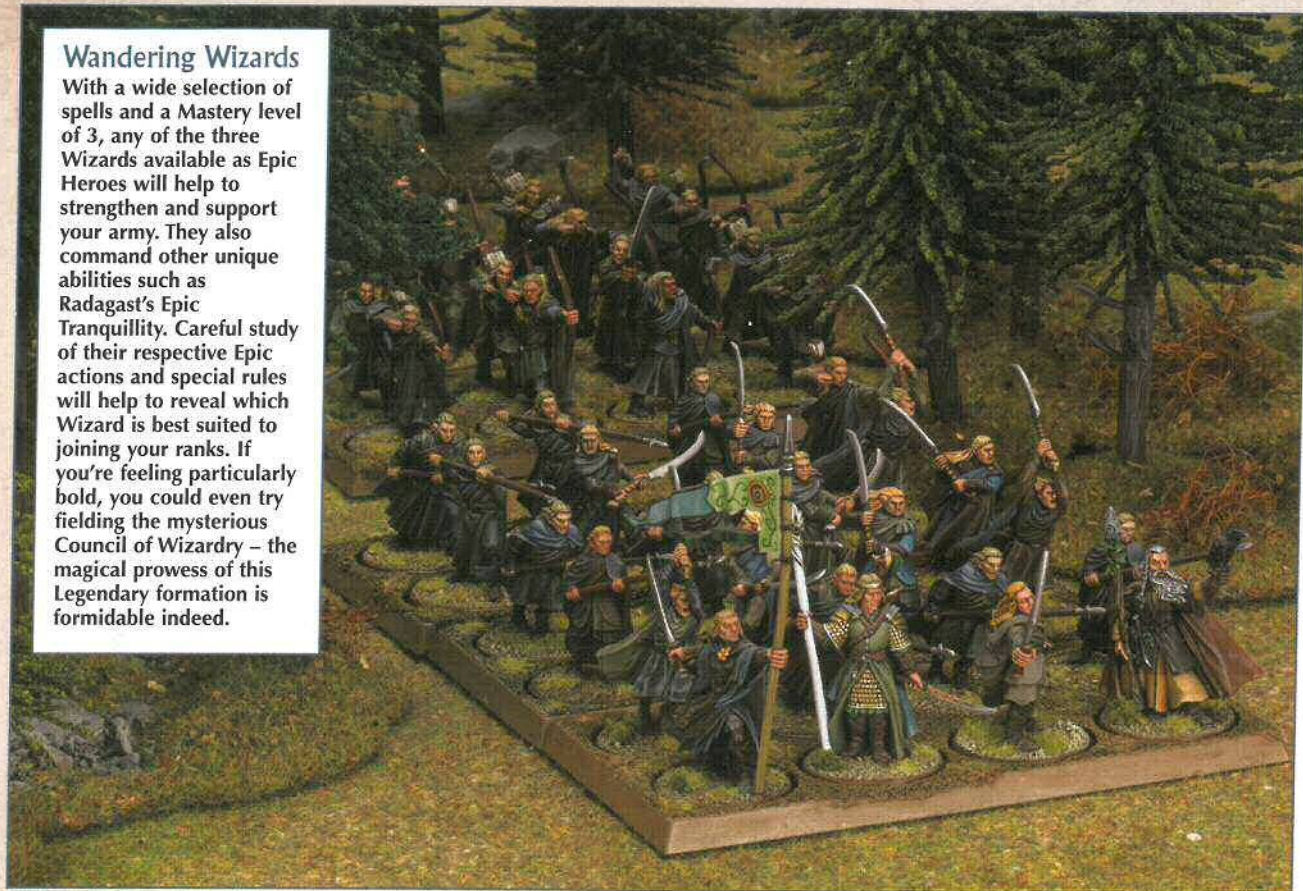 Wandering Wizards
With a wide selection of
spells and a Mastery level
of 3, any of the three
Wizards available as Epic
Heroes will help to
strengthen and support
your army. They also
command other unique
abilities such as
Radagast's Epic
Tranquillity. Careful study
of their respective Epic
actions and special rules
will help to reveal which
Wizard is best suited to
joining your ranks. If
you're feeling particularly
bold, you could even try
fielding the mysterious
Council of Wizardry – the
magical prowess of this
Legendary formation is
formidable indeed.